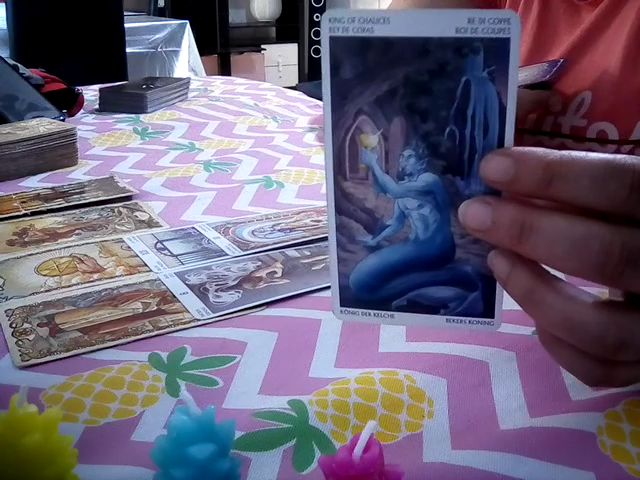 KING OF CHALICES
REY DE COPAS
RE DI COPPE
ROI DE COUPES
KÖNIG DER KELCHE
BEKERS KONING